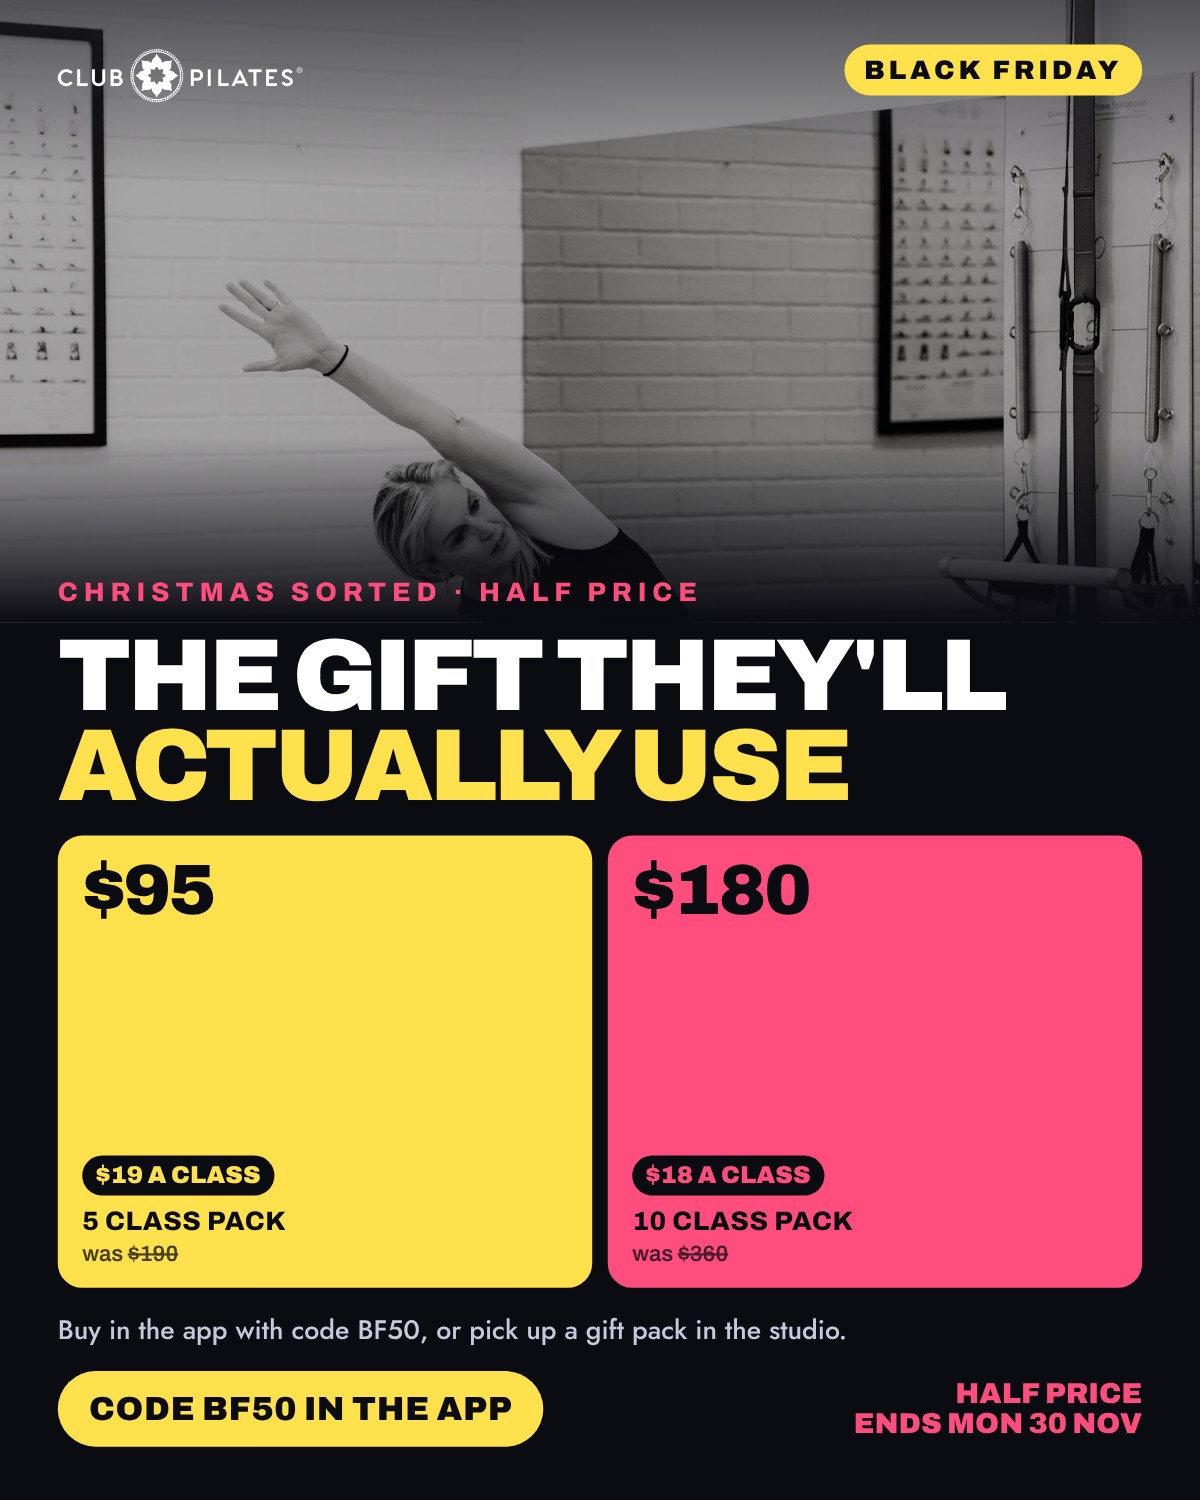 CLUB PILATES®
BLACK FRIDAY
CHRISTMAS SORTED · HALF PRICE
THE GIFT THEY'LL
ACTUALLY USE
$95
$19 A CLASS
5 CLASS PACK
was $190
$180
$18 A CLASS
10 CLASS PACK
was $360
Buy in the app with code BF50, or pick up a gift pack in the studio.
CODE BF50 IN THE APP
HALF PRICE
ENDS MON 30 NOV